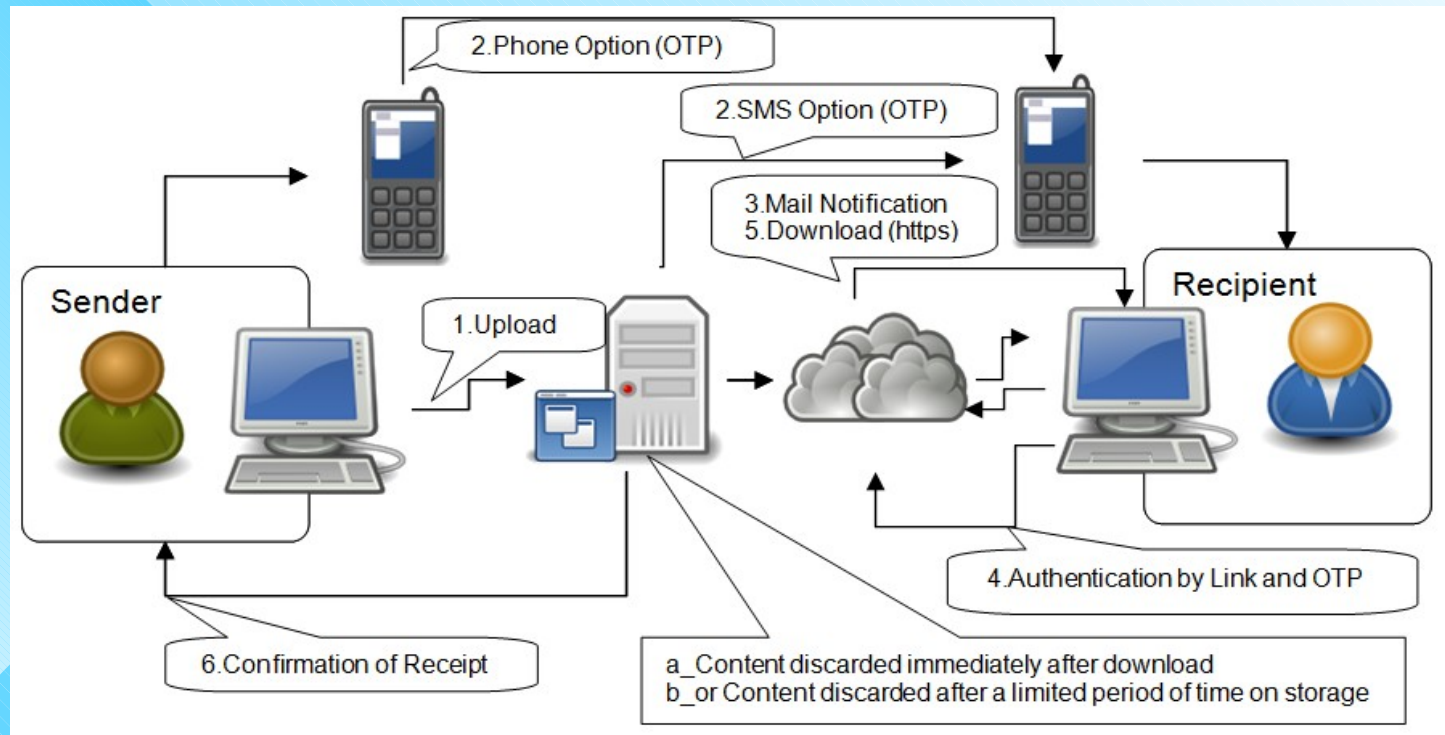 2.Phone Option (OTP)
2.SMS Option (OTP)
3.Mail Notification
5.Download (https)
Sender
Recipient
1.Upload
4.Authentication by Link and OTP
6.Confirmation of Receipt
a_Content discarded immediately after download
b_or Content discarded after a limited period of time on storage